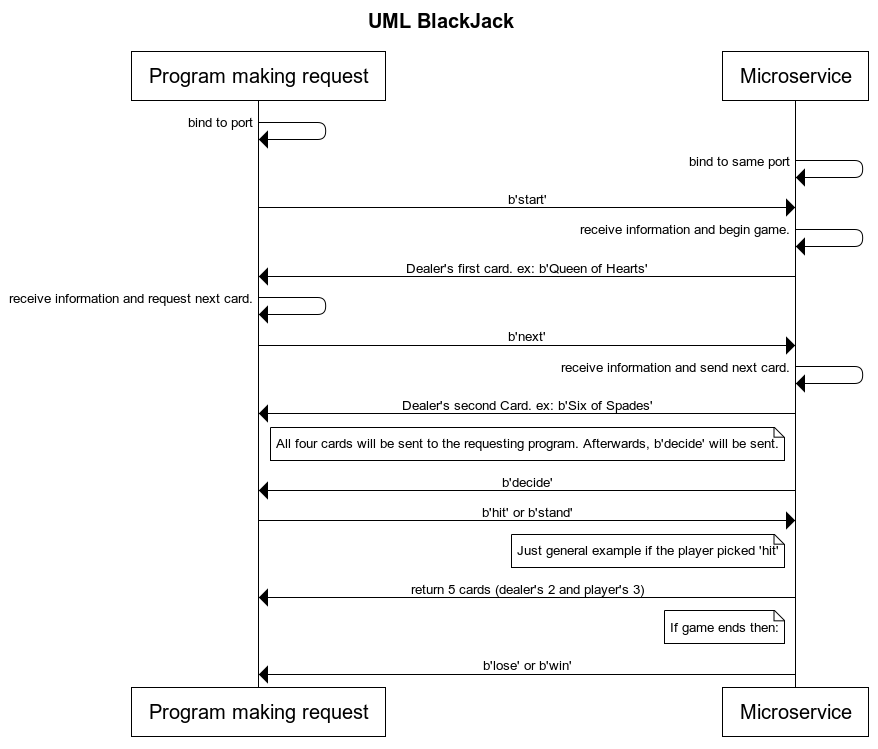 UML BlackJack
Program making request
Microservice
bind to port
bind to same port
b'start'
receive information and begin game.
Dealer's first card. ex: b'Queen of Hearts'
receive information and request next card.
b'next'
receive information and send next card.
Dealer's second Card. ex: b'Six of Spades'
All four cards will be sent to the requesting program. Afterwards, b'decide' will be sent.
b'decide'
b'hit' or b'stand'
Just general example if the player picked 'hit'
return 5 cards (dealer's 2 and player's 3)
If game ends then:
b'lose' or b'win'
Program making request
Microservice